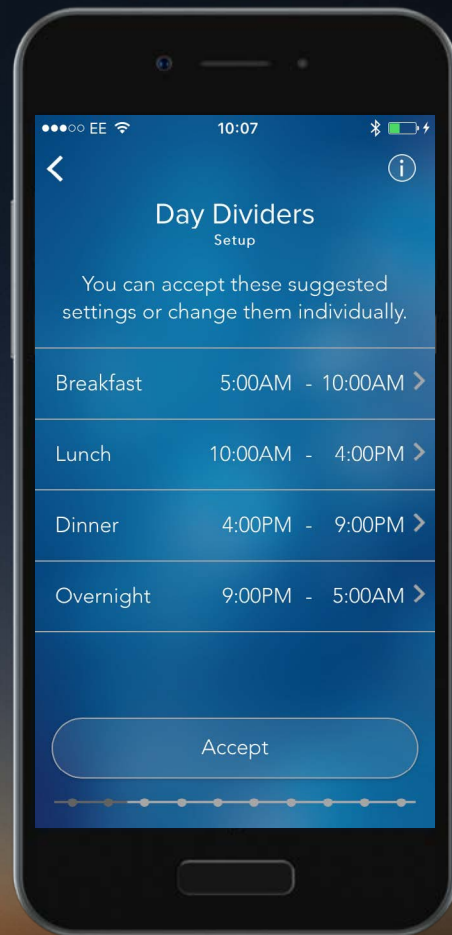 EE 10:07
Day Dividers
Setup
You can accept these suggested
settings or change them individually.
Breakfast 5:00AM - 10:00AM
Lunch 10:00AM - 4:00PM
Dinner 4:00PM - 9:00PM
Overnight 9:00PM - 5:00AM
Accept